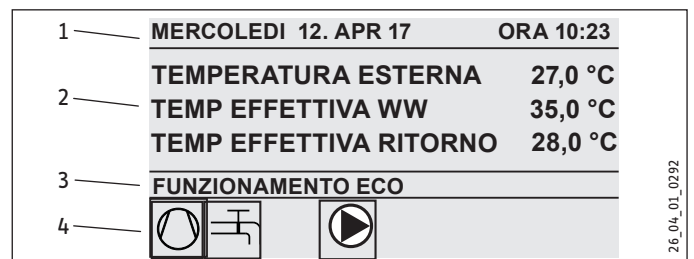 1 MERCOLEDI 12. APR 17 ORA 10:23
2
TEMPERATURA ESTERNA 27,0 °C
TEMP EFFETTIVA WW 35,0 °C
TEMP EFFETTIVA RITORNO 28,0 °C
3 FUNZIONAMENTO ECO
4
26_04_01_0292